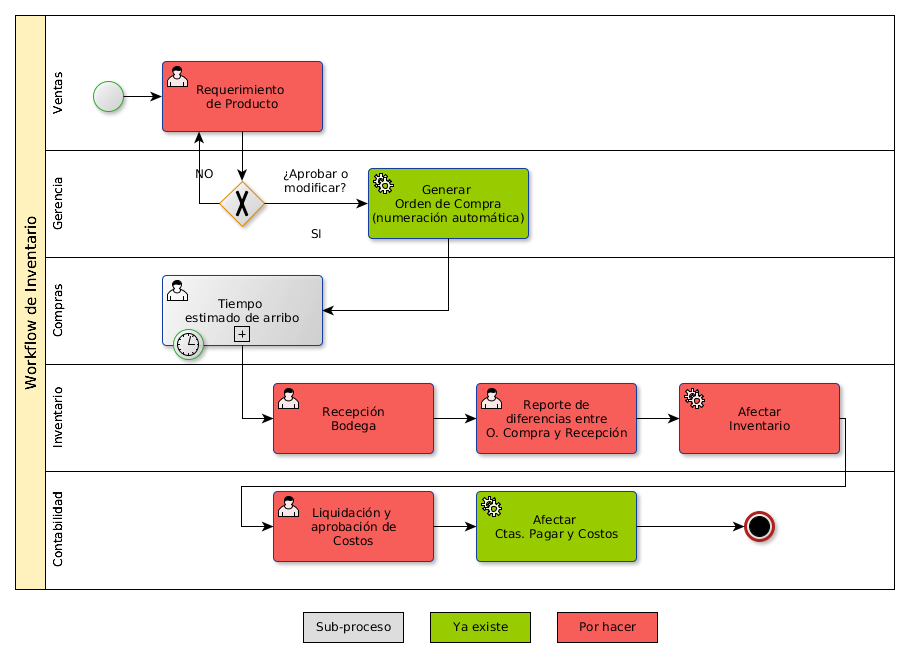 Workflow de Inventario
Ventas
Requerimiento
de Producto
Gerencia
NO
¿Aprobar o
modificar?
SI
Generar
Orden de Compra
(numeración automática)
Compras
Tiempo
estimado de arribo
Inventario
Recepción
Bodega
Reporte de
diferencias entre
O. Compra y Recepción
Afectar
Inventario
Contabilidad
Liquidación y
aprobación de
Costos
Afectar
Ctas. Pagar y Costos
Sub-proceso
Ya existe
Por hacer